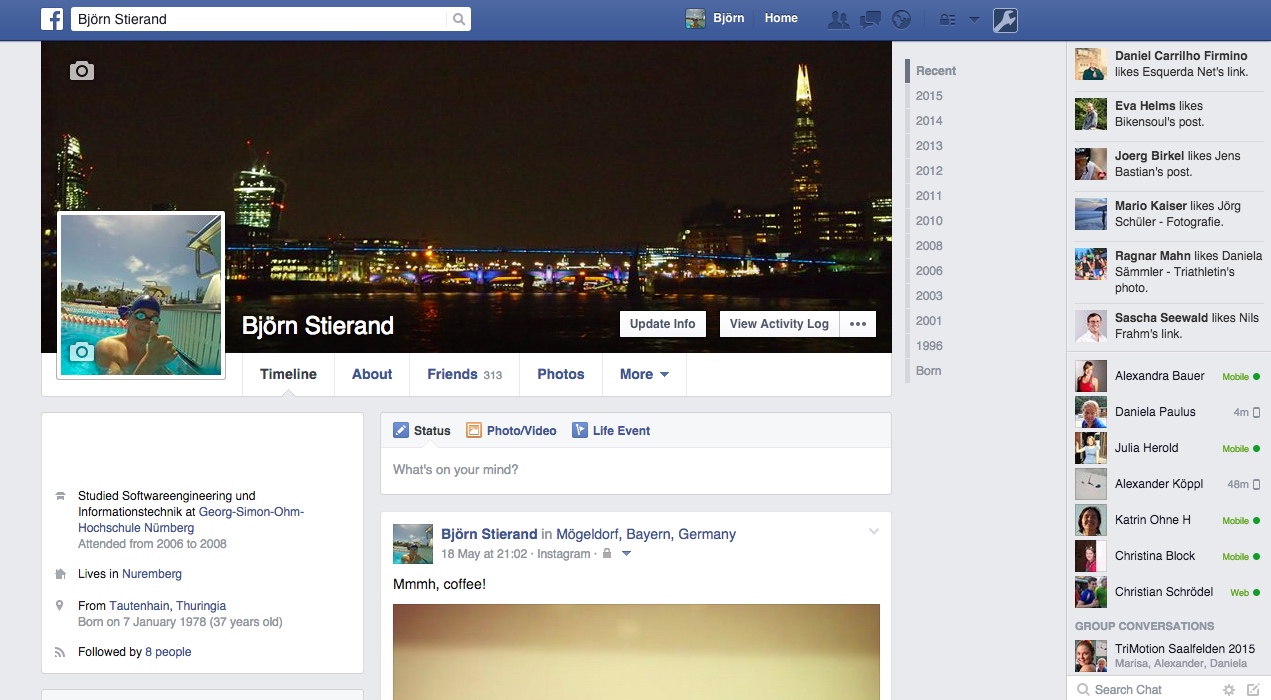 f
Björn Stierand
Björn
Home
Björn Stierand
Update Info
View Activity Log
Timeline
About
Friends 313
Photos
More
Recent
2015
2014
2013
2012
2011
2010
2008
2006
2003
2001
1996
Born
Studied Softwareengineering und
Informationstechnik at Georg-Simon-Ohm-
Hochschule Nürnberg
Attended from 2006 to 2008
Lives in Nuremberg
From Tautenhain, Thuringia
Born on 7 January 1978 (37 years old)
Followed by 8 people
Status
Photo/Video
Life Event
What's on your mind?
Björn Stierand in Mögeldorf, Bayern, Germany
18 May at 21:02 · Instagram ·
Mmmh, coffee!
Daniel Carrilho Firmino
likes Esquerda Net's link.
Eva Helms likes
Bikensoul's post.
Joerg Birkel likes Jens
Bastian's post.
Mario Kaiser likes Jörg
Schüler - Fotografie.
Ragnar Mahn likes Daniela
Sämmler - Triathletin's
photo.
Sascha Seewald likes Nils
Frahm's link.
Alexandra Bauer Mobile
Daniela Paulus 4m
Julia Herold Mobile
Alexander Köppl 48m
Katrin Ohne H Mobile
Christina Block Mobile
Christian Schrödel Web
GROUP CONVERSATIONS
TriMotion Saalfelden 2015
Marisa, Alexander, Daniela
Search Chat